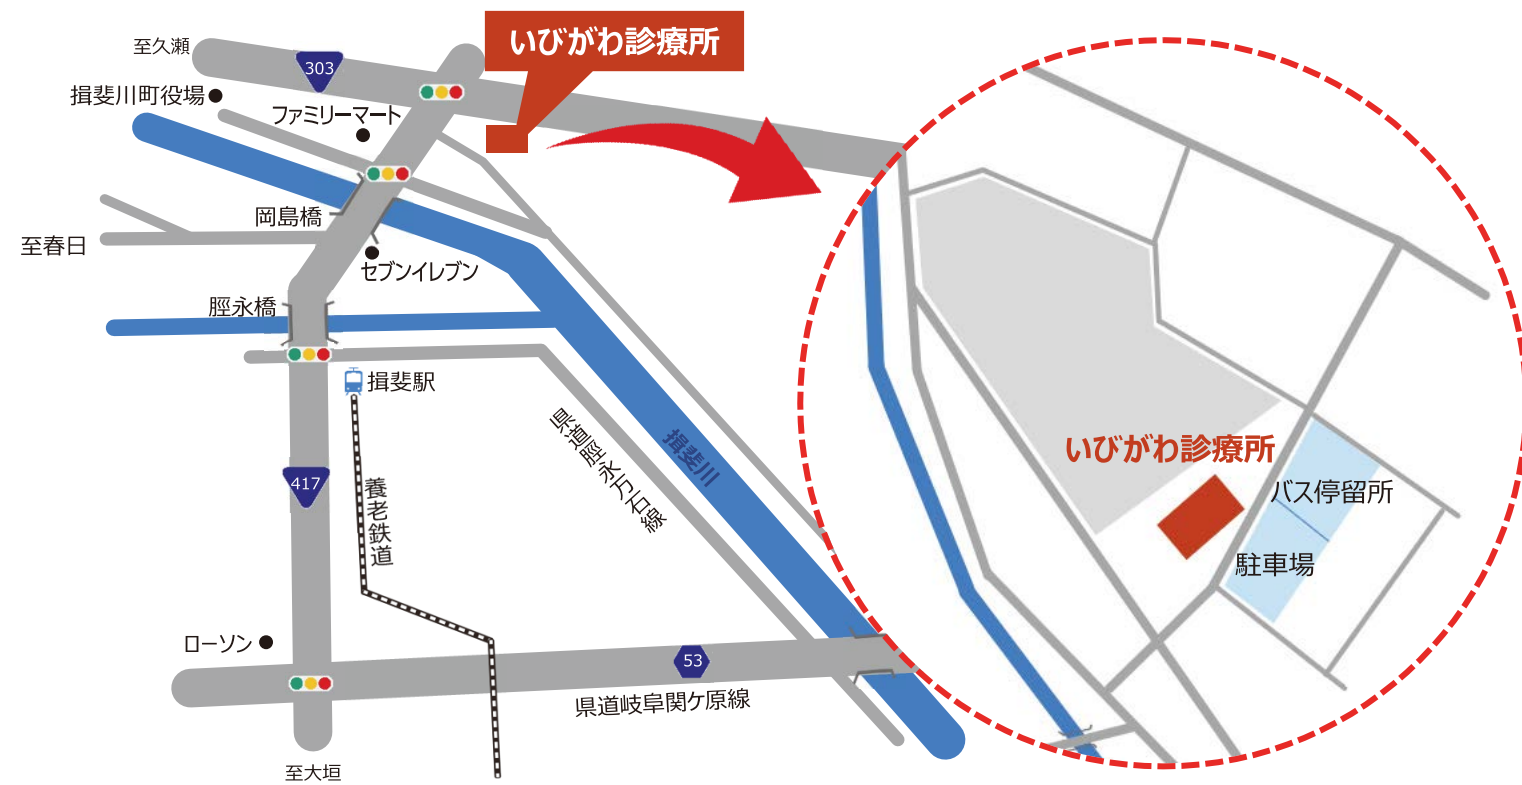 至久瀬
303
いびがわ診療所
揖斐川町役場
ファミリーマート
岡島橋
至春日
セブンイレブン
脛永橋
揖斐駅
県道脛永万石線
揖斐川
417
養老鉄道
ローソン
53
県道岐阜関ケ原線
至大垣
いびがわ診療所
バス停留所
駐車場